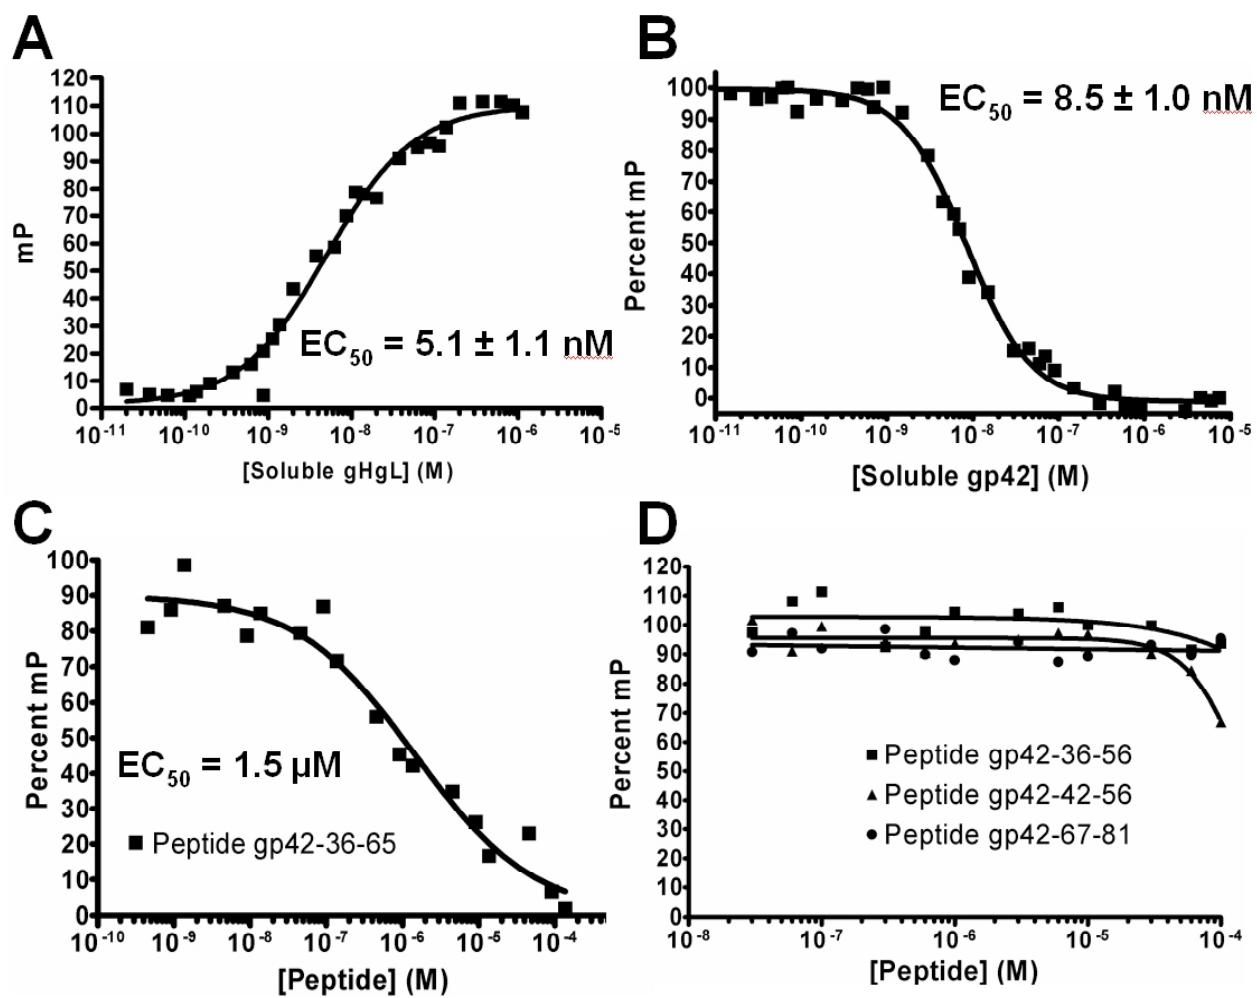 A
120
110
100
90
80
70
60
50
40
30
20
10
0
mP
EC50 = 5.1 ± 1.1 nM
10-11 10-10 10-9 10-8 10-7 10-6 10-5
[Soluble gHgL] (M)
B
100
90
80
70
60
50
40
30
20
10
0
Percent mP
EC50 = 8.5 ± 1.0 nM
10-11 10-10 10-9 10-8 10-7 10-6 10-5
[Soluble gp42] (M)
C
100
90
80
70
60
50
40
30
20
10
0
Percent mP
EC50 = 1.5 µM
Peptide gp42-36-65
10-10 10-9 10-8 10-7 10-6 10-5 10-4
[Peptide] (M)
D
120
110
100
90
80
70
60
50
40
30
20
10
0
Percent mP
Peptide gp42-36-56
Peptide gp42-42-56
Peptide gp42-67-81
10-8 10-7 10-6 10-5 10-4
[Peptide] (M)